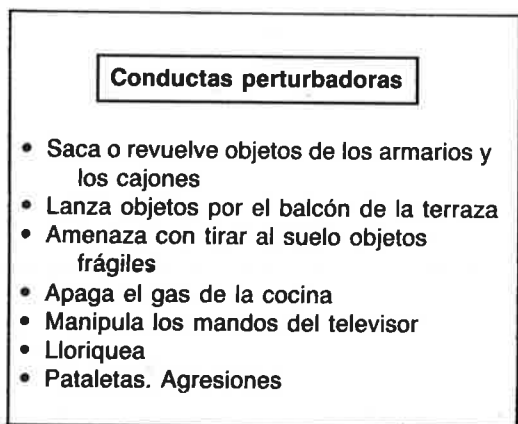 Conductas perturbadoras
• Saca o revuelve objetos de los armarios y
los cajones
• Lanza objetos por el balcón de la terraza
• Amenaza con tirar al suelo objetos
frágiles
• Apaga el gas de la cocina
• Manipula los mandos del televisor
• Lloriquea
• Pataletas. Agresiones